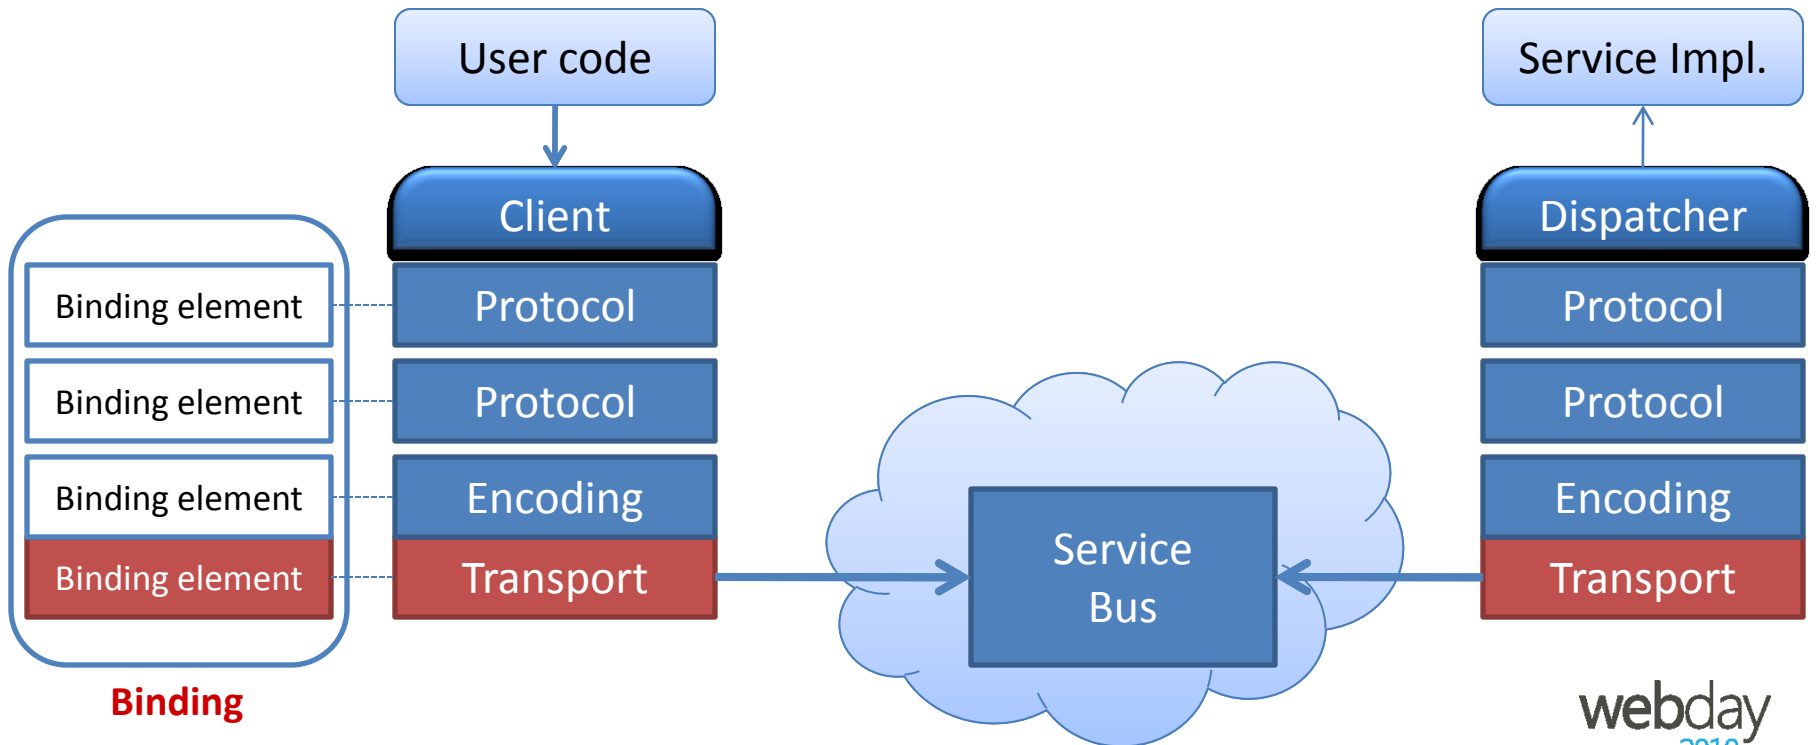 User code
Service Impl.
Client
Dispatcher
Binding element
Protocol
Protocol
Binding element
Protocol
Protocol
Binding element
Encoding
Encoding
Binding element
Transport
Service
Bus
Transport
Binding
webday
2010